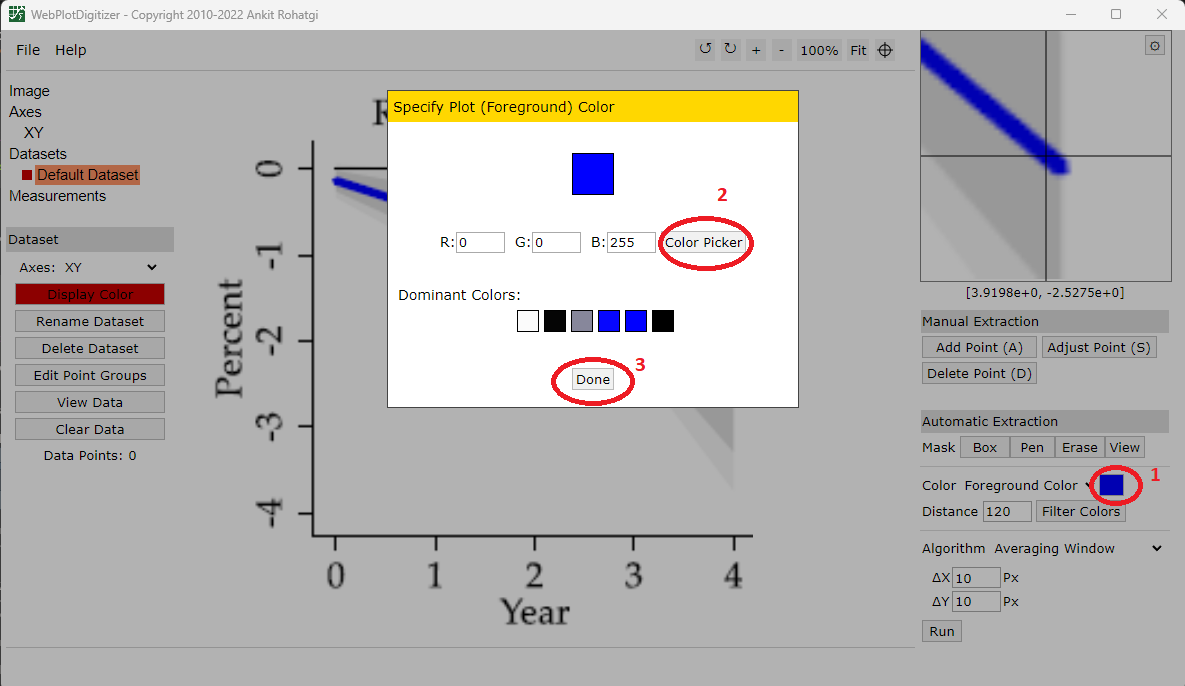 WebPlotDigitizer - Copyright 2010-2022 Ankit Rohatgi
File Help
↺ ↻ + - 100% Fit
Image
Axes
XY
Datasets
Default Dataset
Measurements
Dataset
Axes: XY
Display Color
Rename Dataset
Delete Dataset
Edit Point Groups
View Data
Clear Data
Data Points: 0
0
-1
-2
-3
-4
Percent
0 1 2 3 4
Year
Specify Plot (Foreground) Color
2
R: 0 G: 0 B: 255 Color Picker
Dominant Colors:
Done
3
[3.9198e+0, -2.5275e+0]
Manual Extraction
Add Point (A) Adjust Point (S)
Delete Point (D)
Automatic Extraction
Mask Box Pen Erase View
Color Foreground Color
1
Distance 120 Filter Colors
Algorithm Averaging Window
ΔX 10 Px
ΔY 10 Px
Run